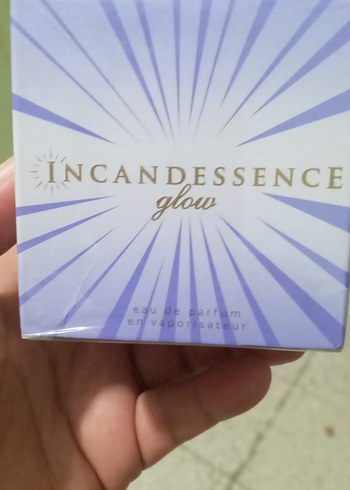 INCANDESSENCE
glow
eau de parfum
en vaporisateur